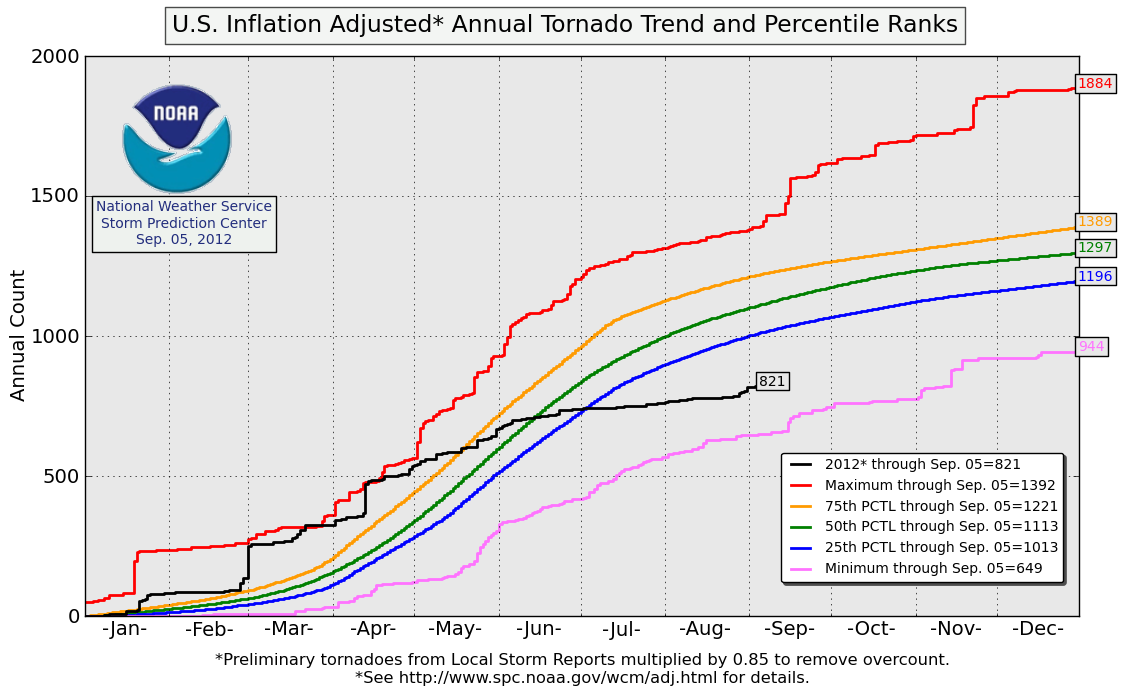 U.S. Inflation Adjusted* Annual Tornado Trend and Percentile Ranks
2000
1500
1000
500
0
Annual Count
NOAA
National Weather Service
Storm Prediction Center
Sep. 05, 2012
1884
1389
1297
1196
944
821
2012* through Sep. 05=821
Maximum through Sep. 05=1392
75th PCTL through Sep. 05=1221
50th PCTL through Sep. 05=1113
25th PCTL through Sep. 05=1013
Minimum through Sep. 05=649
-Jan- -Feb- -Mar- -Apr- -May- -Jun- -Jul- -Aug- -Sep- -Oct- -Nov- -Dec-
*Preliminary tornadoes from Local Storm Reports multiplied by 0.85 to remove overcount.
*See http://www.spc.noaa.gov/wcm/adj.html for details.